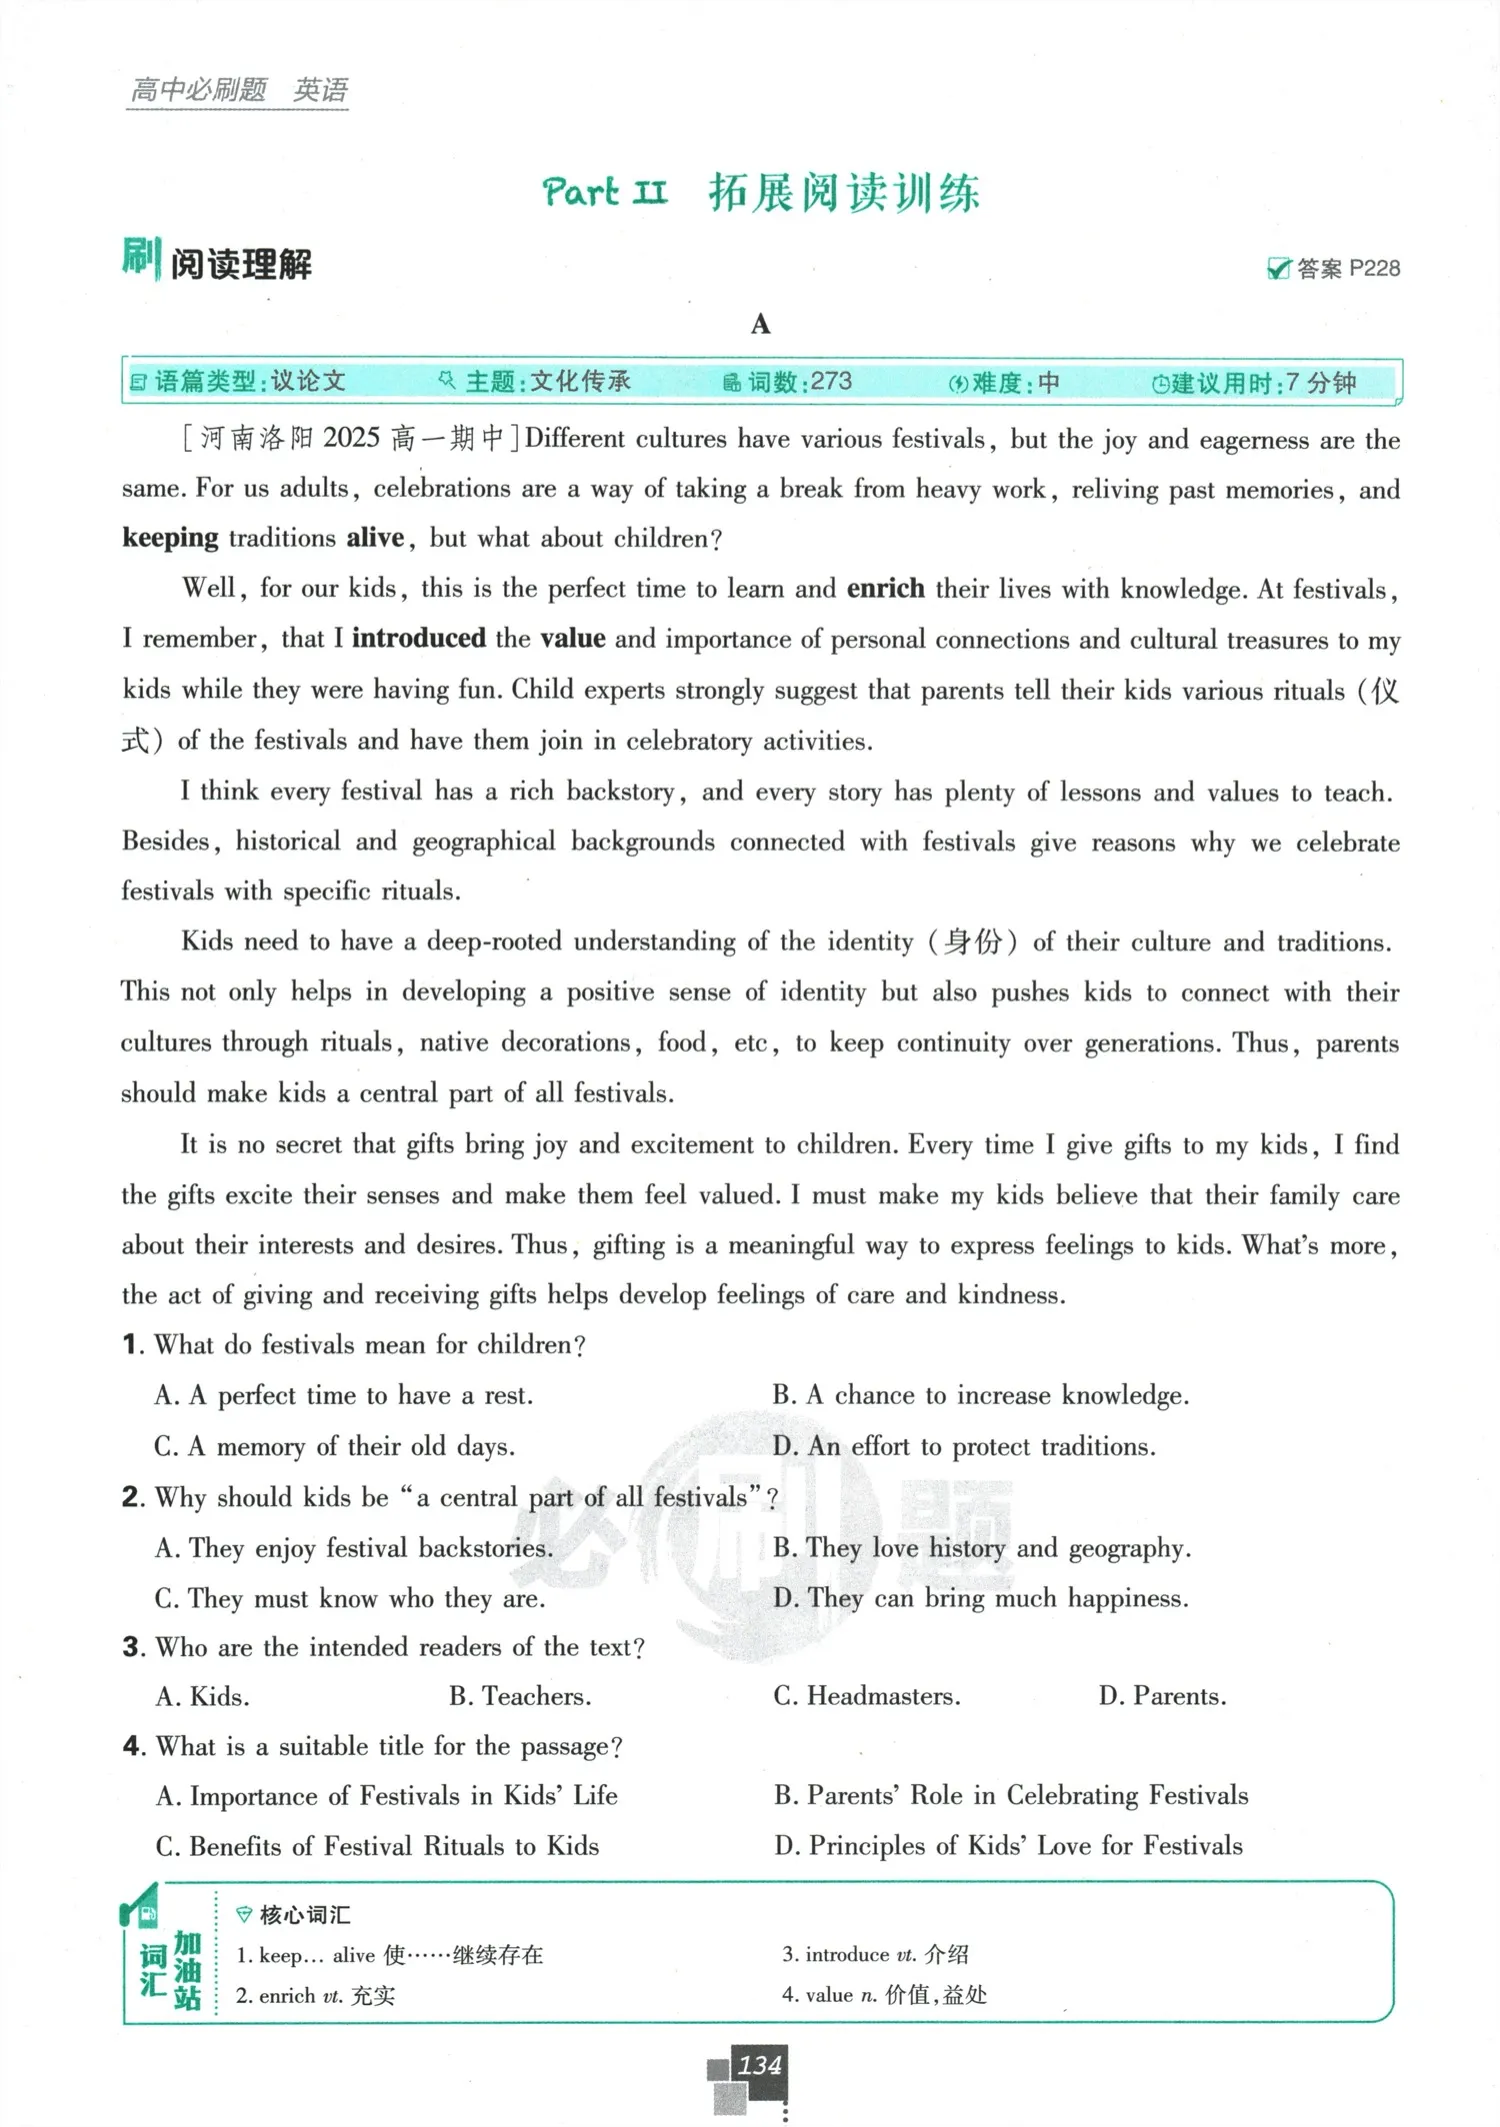 高中必刷题 英语
Part II 拓展阅读训练
刷 阅读理解
答案 P228
A
语篇类型:议论文 主题:文化传承 词数:273 难度:中 建议用时:7分钟
[河南洛阳 2025 高一期中]Different cultures have various festivals, but the joy and eagerness are the
same. For us adults, celebrations are a way of taking a break from heavy work, reliving past memories, and
keeping traditions alive, but what about children?
Well, for our kids, this is the perfect time to learn and enrich their lives with knowledge. At festivals,
I remember, that I introduced the value and importance of personal connections and cultural treasures to my
kids while they were having fun. Child experts strongly suggest that parents tell their kids various rituals (仪
式) of the festivals and have them join in celebratory activities.
I think every festival has a rich backstory, and every story has plenty of lessons and values to teach.
Besides, historical and geographical backgrounds connected with festivals give reasons why we celebrate
festivals with specific rituals.
Kids need to have a deep-rooted understanding of the identity (身份) of their culture and traditions.
This not only helps in developing a positive sense of identity but also pushes kids to connect with their
cultures through rituals, native decorations, food, etc, to keep continuity over generations. Thus, parents
should make kids a central part of all festivals.
It is no secret that gifts bring joy and excitement to children. Every time I give gifts to my kids, I find
the gifts excite their senses and make them feel valued. I must make my kids believe that their family care
about their interests and desires. Thus, gifting is a meaningful way to express feelings to kids. What's more,
the act of giving and receiving gifts helps develop feelings of care and kindness.
1. What do festivals mean for children?
A. A perfect time to have a rest. B. A chance to increase knowledge.
C. A memory of their old days. D. An effort to protect traditions.
2. Why should kids be “a central part of all festivals”?
A. They enjoy festival backstories. B. They love history and geography.
C. They must know who they are. D. They can bring much happiness.
3. Who are the intended readers of the text?
A. Kids. B. Teachers. C. Headmasters. D. Parents.
4. What is a suitable title for the passage?
A. Importance of Festivals in Kids' Life B. Parents' Role in Celebrating Festivals
C. Benefits of Festival Rituals to Kids D. Principles of Kids' Love for Festivals
必刷题
词汇加油站
核心词汇
1. keep... alive 使……继续存在 3. introduce vt. 介绍
2. enrich vt. 充实 4. value n. 价值,益处
134